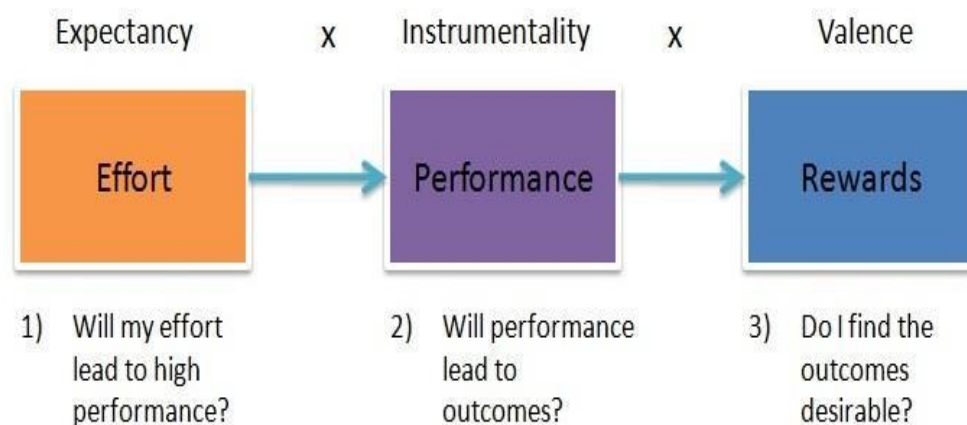 Expectancy x Instrumentality x Valence
Effort Performance Rewards
1) Will my effort
lead to high
performance?
2) Will performance
lead to
outcomes?
3) Do I find the
outcomes
desirable?